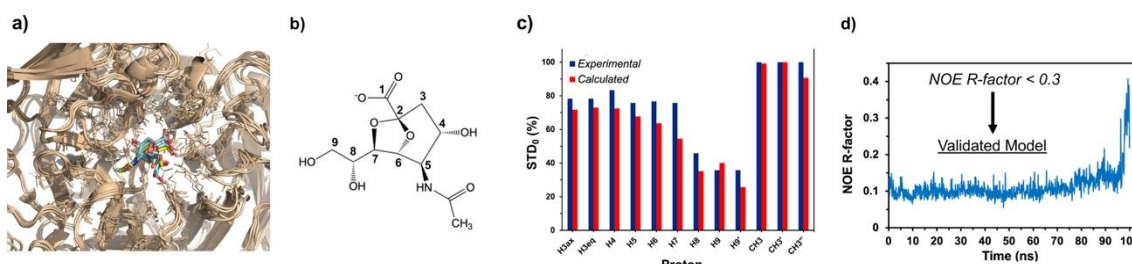 a)
b)
O
1
-O
3
2
4
O
O
OH
9
8
7
6
5
HO
OH
HN
O
CH3
c)
Experimental
Calculated
STD0 (%)
100
80
60
40
20
0
H3ax
H3eq
H4
H5
H6
H7
H8
H9
H9'
CH3
CH3'
CH3''
Proton
d)
NOE R-factor < 0.3
Validated Model
NOE R-factor
0.4
0.3
0.2
0.1
0
0 10 20 30 40 50 60 70 80 90 100
Time (ns)